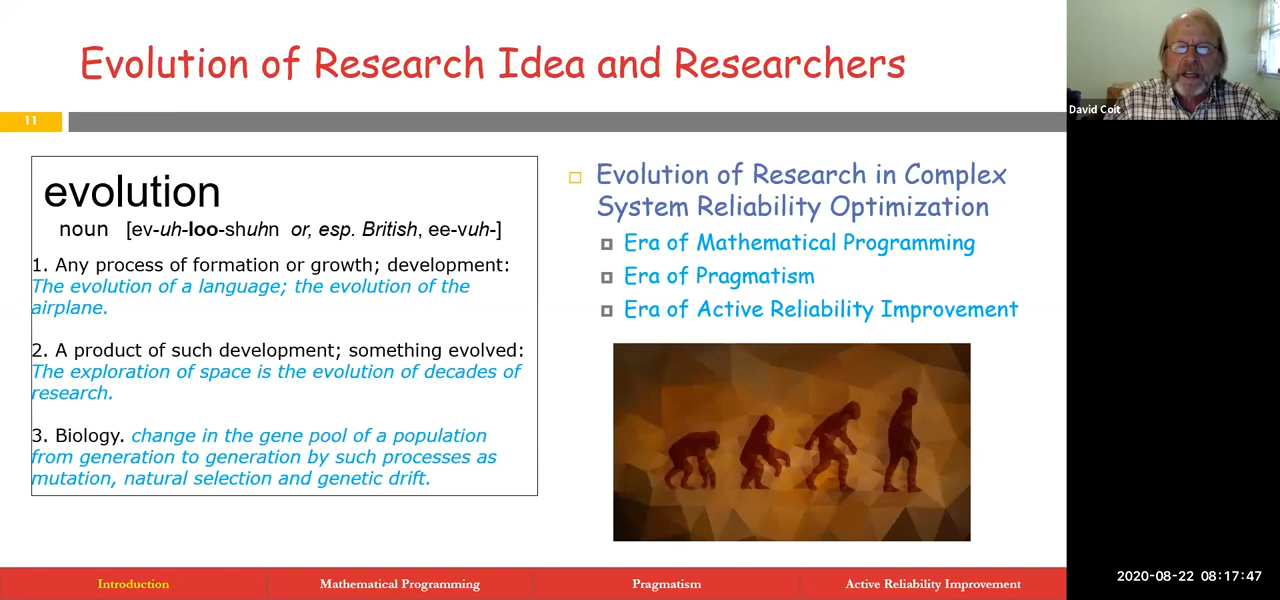 Evolution of Research Idea and Researchers
David Coit
11
evolution
noun [ev-uh-loo-shuhn or, esp. British, ee-vuh-]
1. Any process of formation or growth; development:
The evolution of a language; the evolution of the
airplane.
2. A product of such development; something evolved:
The exploration of space is the evolution of decades of
research.
3. Biology. change in the gene pool of a population
from generation to generation by such processes as
mutation, natural selection and genetic drift.
Evolution of Research in Complex
System Reliability Optimization
Era of Mathematical Programming
Era of Pragmatism
Era of Active Reliability Improvement
Introduction
Mathematical Programming
Pragmatism
Active Reliability Improvement
2020-08-22 08:17:47